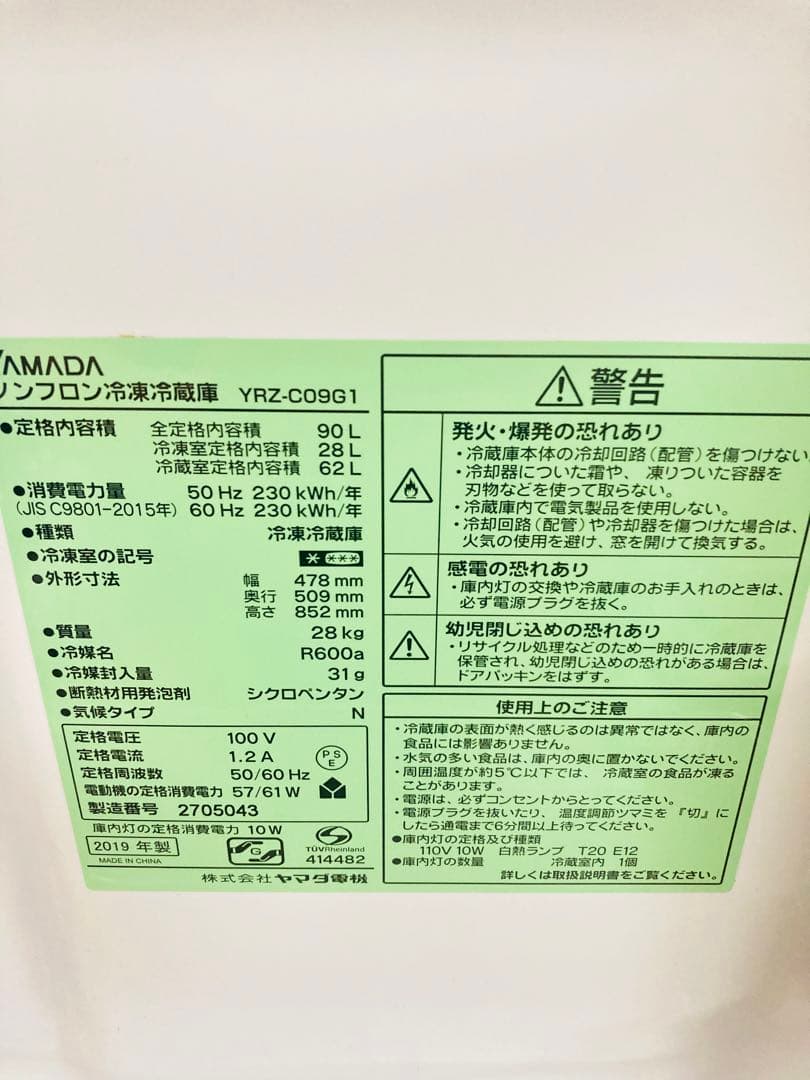 YAMADA
ノンフロン冷凍冷蔵庫 YRZ-C09G1
●定格内容積 全定格内容積 90 L
冷凍室定格内容積 28 L
冷蔵室定格内容積 62 L
●消費電力量 50 Hz 230 kWh/年
(JIS C9801-2015年) 60 Hz 230 kWh/年
●種類 冷凍冷蔵庫
●冷凍室の記号 * ***
●外形寸法 幅 478 mm
奥行 509 mm
高さ 852 mm
●質量 28 kg
●冷媒名 R600a
●冷媒封入量 31 g
●断熱材用発泡剤 シクロペンタン
●気候タイプ N
定格電圧 100 V
定格電流 1.2 A
定格周波数 50/60 Hz
電動機の定格消費電力 57/61 W
製造番号 2705043
PS
E
庫内灯の定格消費電力 10 W
2019 年製
MADE IN CHINA
G
TÜVRheinland
414482
株式会社 ヤマダ電機
警告
発火・爆発の恐れあり
・冷蔵庫本体の冷却回路(配管)を傷つけない
・冷却器についた霜や、凍りついた容器を
刃物などを使って取らない。
・冷蔵庫内で電気製品を使用しない。
・冷却回路(配管)や冷却器を傷つけた場合は、
火気の使用を避け、窓を開けて換気する。
感電の恐れあり
・庫内灯の交換や冷蔵庫のお手入れのときは、
必ず電源プラグを抜く。
幼児閉じ込めの恐れあり
・リサイクル処理などのため一時的に冷蔵庫を
保管され、幼児閉じ込めの恐れがある場合は、
ドアパッキンをはずす。
使用上のご注意
・冷蔵庫の表面が熱く感じるのは異常ではなく、庫内の
食品には影響ありません。
・水気の多い食品は、庫内の奥に置かないでください。
・周囲温度が約5℃以下では、冷蔵室の食品が凍る
ことがあります。
・電源は、必ずコンセントからとってください。
・電源プラグを抜いたり、温度調節ツマミを『切』に
したら通電まで6分間以上待ってください。
●庫内灯の定格及び種類
110V 10W 白熱ランプ T20 E12
●庫内灯の数量 冷蔵室内 1個
詳しくは取扱説明書をご覧ください。